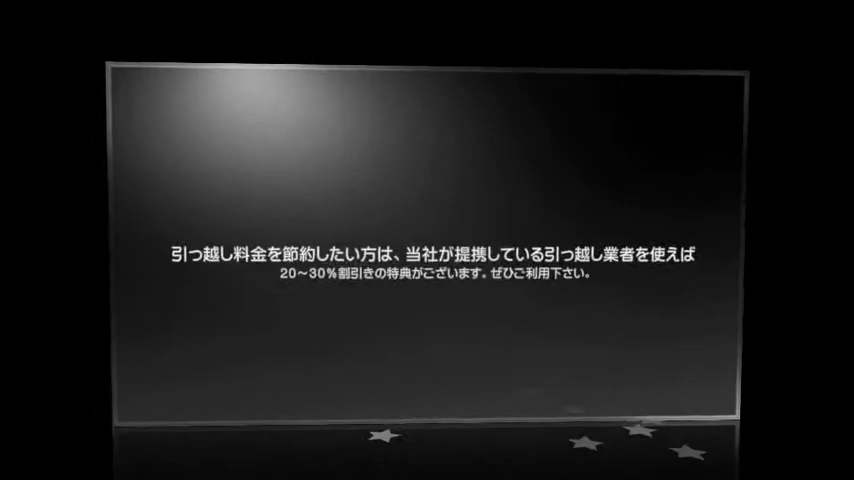 引っ越し料金を節約したい方は、当社が提携している引っ越し業者を使えば
20～30％割引きの特典がございます。ぜひご利用下さい。